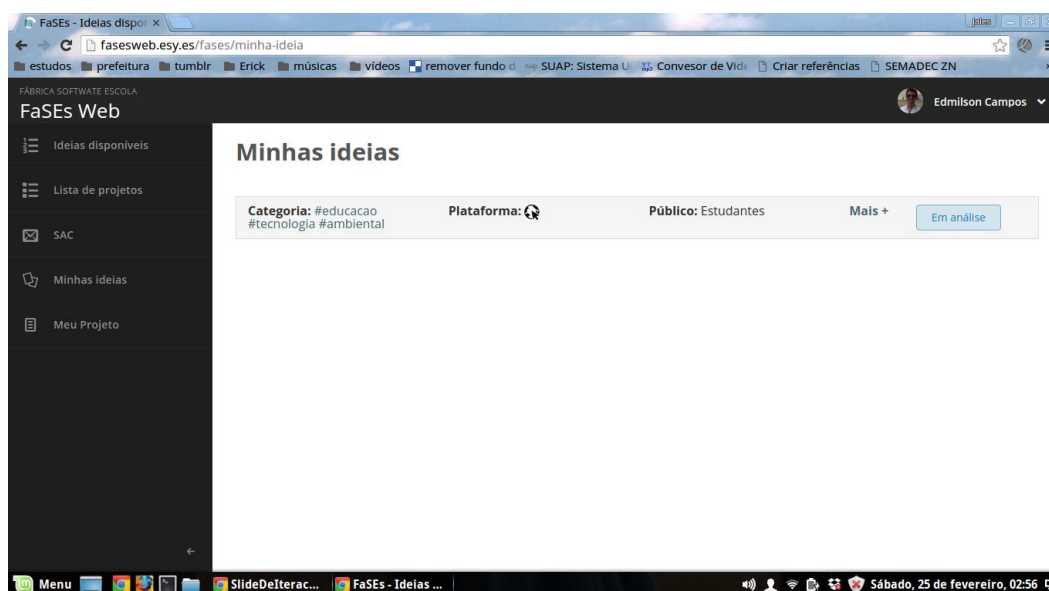 FaSEs - Ideias dispor
Jales
fasesweb.esy.es/fases/minha-ideia
estudos prefeitura tumblr Erick músicas vídeos remover fundo d SUAP: Sistema U Convesor de Vide Criar referências SEMADEC ZN
FÁBRICA SOFTWATE ESCOLA
FaSEs Web
Edmilson Campos
Ideias disponíveis
Lista de projetos
SAC
Minhas ideias
Meu Projeto
Minhas ideias
Categoria: #educacao Plataforma: Público: Estudantes Mais + Em análise
#tecnologia #ambiental
Menu SlideDeIterac... FaSEs - Ideias ... Sábado, 25 de fevereiro, 02:56